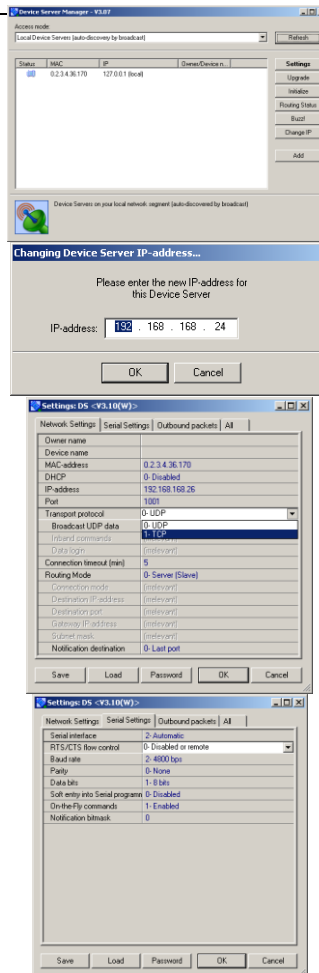 Device Server Manager - V3.07
Access mode:
Local Device Servers (auto-discovery by broadcast)
Refresh
Status MAC IP Owner/Device n...
0.2.3.4.36.170 127.0.0.1 (local)
Settings
Upgrade
Initialize
Routing Status
Buzz!
Change IP
Add
Device Servers on your local network segment (auto-discovered by broadcast)
Changing Device Server IP-address...
Please enter the new IP-address for
this Device Server
IP-address: 192 . 168 . 168 . 24
OK Cancel
Settings: DS <V3.10(W)>
Network Settings Serial Settings Outbound packets All
Owner name
Device name
MAC-address 0.2.3.4.36.170
DHCP 0- Disabled
IP-address 192.168.168.26
Port 1001
Transport protocol 0- UDP
Broadcast UDP data 0- UDP
Inband commands 1- TCP
Data login (irrelevant)
Connection timeout (min) 5
Routing Mode 0- Server (Slave)
Connection mode (irrelevant)
Destination IP-address (irrelevant)
Destination port (irrelevant)
Gateway IP-address (irrelevant)
Subnet mask (irrelevant)
Notification destination 0- Last port
Save Load Password OK Cancel
Settings: DS <V3.10(W)>
Network Settings Serial Settings Outbound packets All
Serial interface 2- Automatic
RTS/CTS flow control 0- Disabled or remote
Baud rate 2- 4800 bps
Parity 0- None
Data bits 1- 8 bits
Soft entry into Serial programm 0- Disabled
On-the-Fly commands 1- Enabled
Notification bitmask 0
Save Load Password OK Cancel